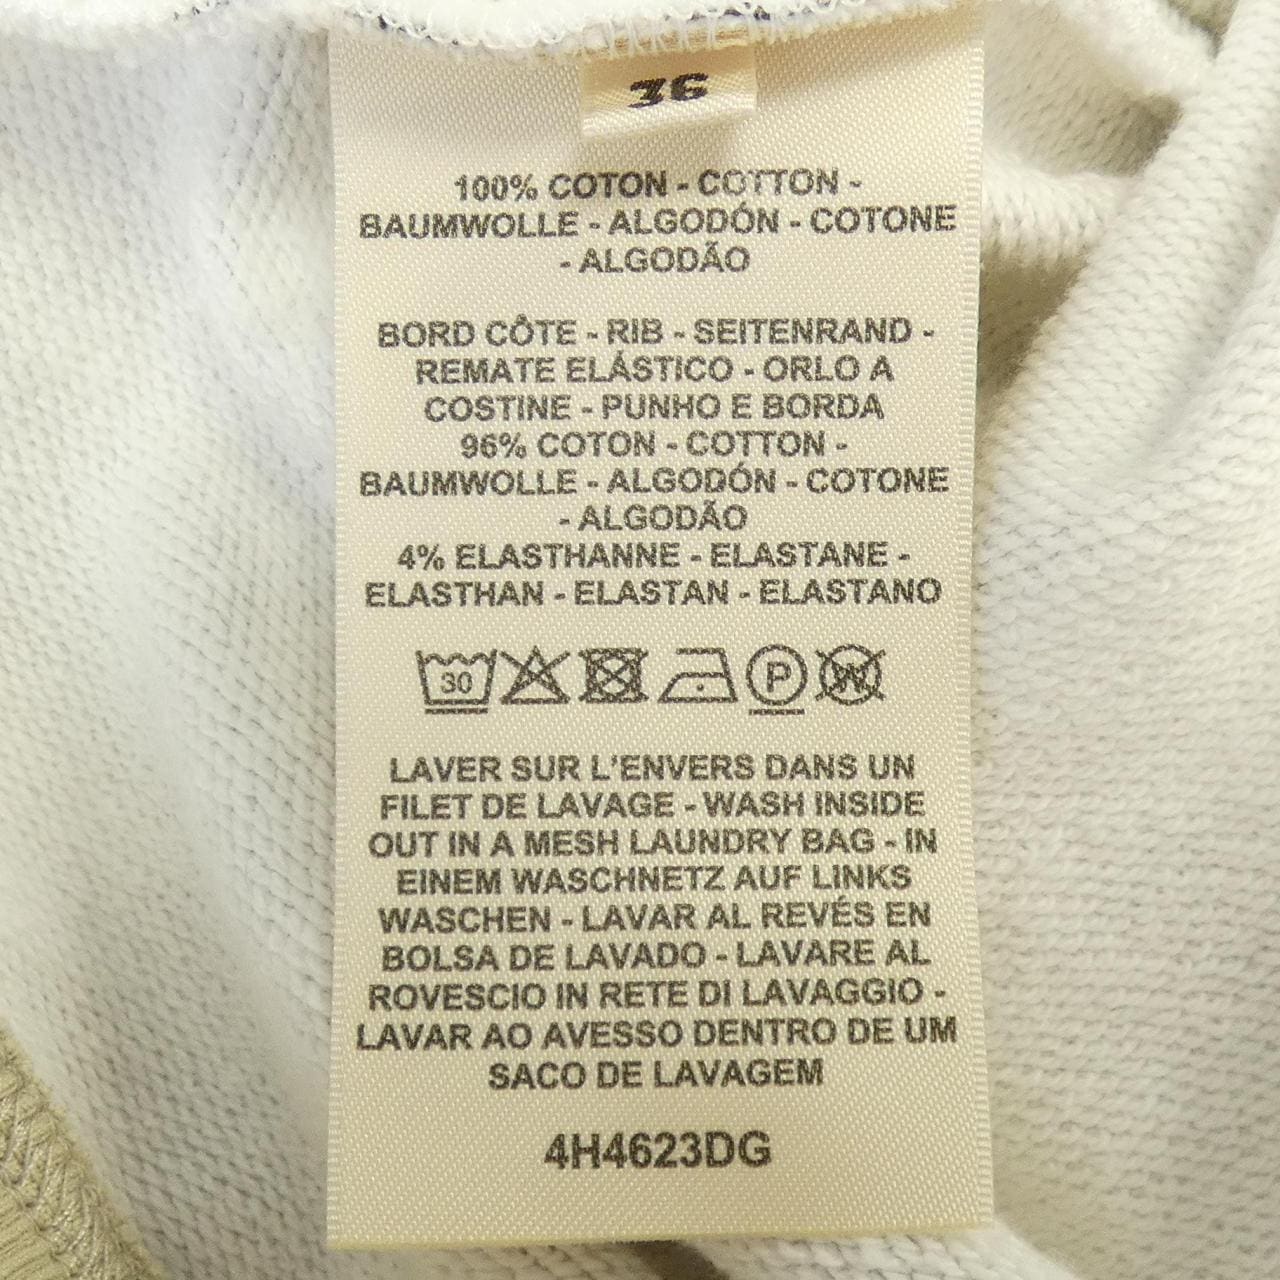 36
100% COTON - COTTON -
BAUMWOLLE - ALGODÓN - COTONE
- ALGODÃO
BORD CÔTE - RIB - SEITENRAND -
REMATE ELÁSTICO - ORLO A
COSTINE - PUNHO E BORDA
96% COTON - COTTON -
BAUMWOLLE - ALGODÓN - COTONE
- ALGODÃO
4% ELASTHANNE - ELASTANE -
ELASTHAN - ELASTAN - ELASTANO
30 P W
LAVER SUR L'ENVERS DANS UN
FILET DE LAVAGE - WASH INSIDE
OUT IN A MESH LAUNDRY BAG - IN
EINEM WASCHNETZ AUF LINKS
WASCHEN - LAVAR AL REVÉS EN
BOLSA DE LAVADO - LAVARE AL
ROVESCIO IN RETE DI LAVAGGIO -
LAVAR AO AVESSO DENTRO DE UM
SACO DE LAVAGEM
4H4623DG